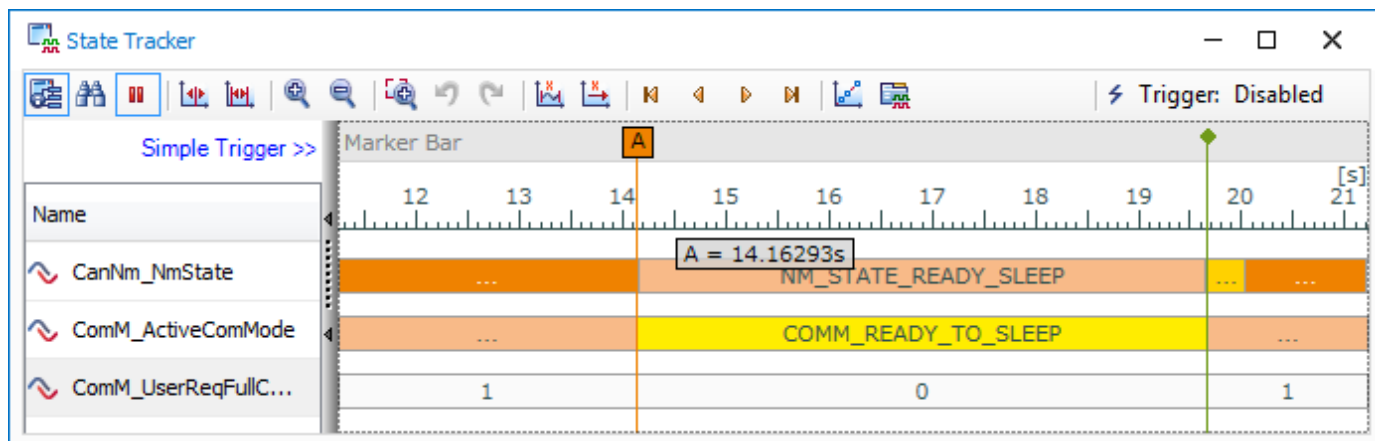 State Tracker
Trigger: Disabled
Simple Trigger >>
Marker Bar
A
[s]
12 13 14 15 16 17 18 19 20 21
Name
A = 14.16293s
CanNm_NmState
... NM_STATE_READY_SLEEP ... ...
ComM_ActiveComMode
... COMM_READY_TO_SLEEP ...
ComM_UserReqFullC...
1 0 1